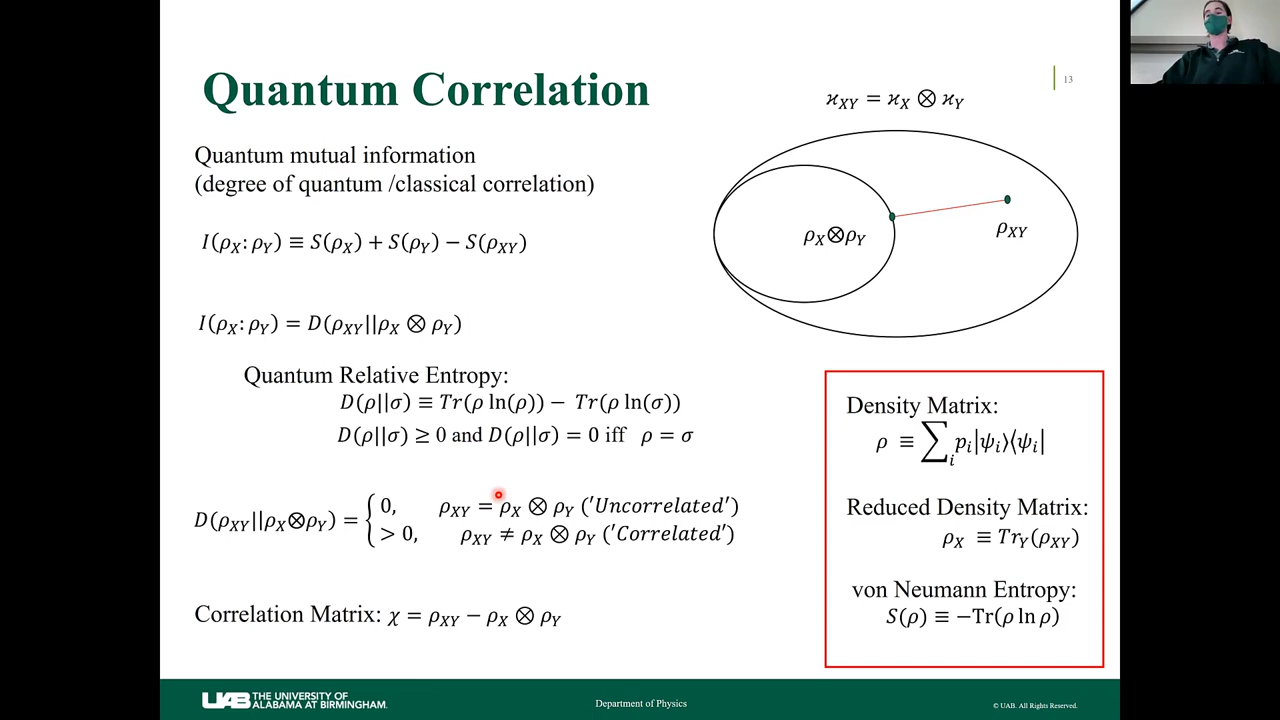 Quantum Correlation
13
Quantum mutual information
(degree of quantum /classical correlation)
I(ρ_X: ρ_Y) ≡ S(ρ_X) + S(ρ_Y) − S(ρ_XY)
I(ρ_X: ρ_Y) = D(ρ_XY||ρ_X ⊗ ρ_Y)
Quantum Relative Entropy:
D(ρ||σ) ≡ Tr(ρ ln(ρ)) − Tr(ρ ln(σ))
D(ρ||σ) ≥ 0 and D(ρ||σ) = 0 iff ρ = σ
D(ρ_XY||ρ_X⊗ρ_Y) = {
0, ρ_XY = ρ_X ⊗ ρ_Y ('Uncorrelated')
> 0, ρ_XY ≠ ρ_X ⊗ ρ_Y ('Correlated')
Correlation Matrix: χ = ρ_XY − ρ_X ⊗ ρ_Y
ϰ_XY = ϰ_X ⊗ ϰ_Y
ρ_X⊗ρ_Y
ρ_XY
Density Matrix:
ρ ≡ ∑_i p_i|ψ_i⟩⟨ψ_i|
Reduced Density Matrix:
ρ_X ≡ Tr_Y(ρ_XY)
von Neumann Entropy:
S(ρ) ≡ −Tr(ρ ln ρ)
UAB THE UNIVERSITY OF
ALABAMA AT BIRMINGHAM.
Department of Physics
© UAB. All Rights Reserved.